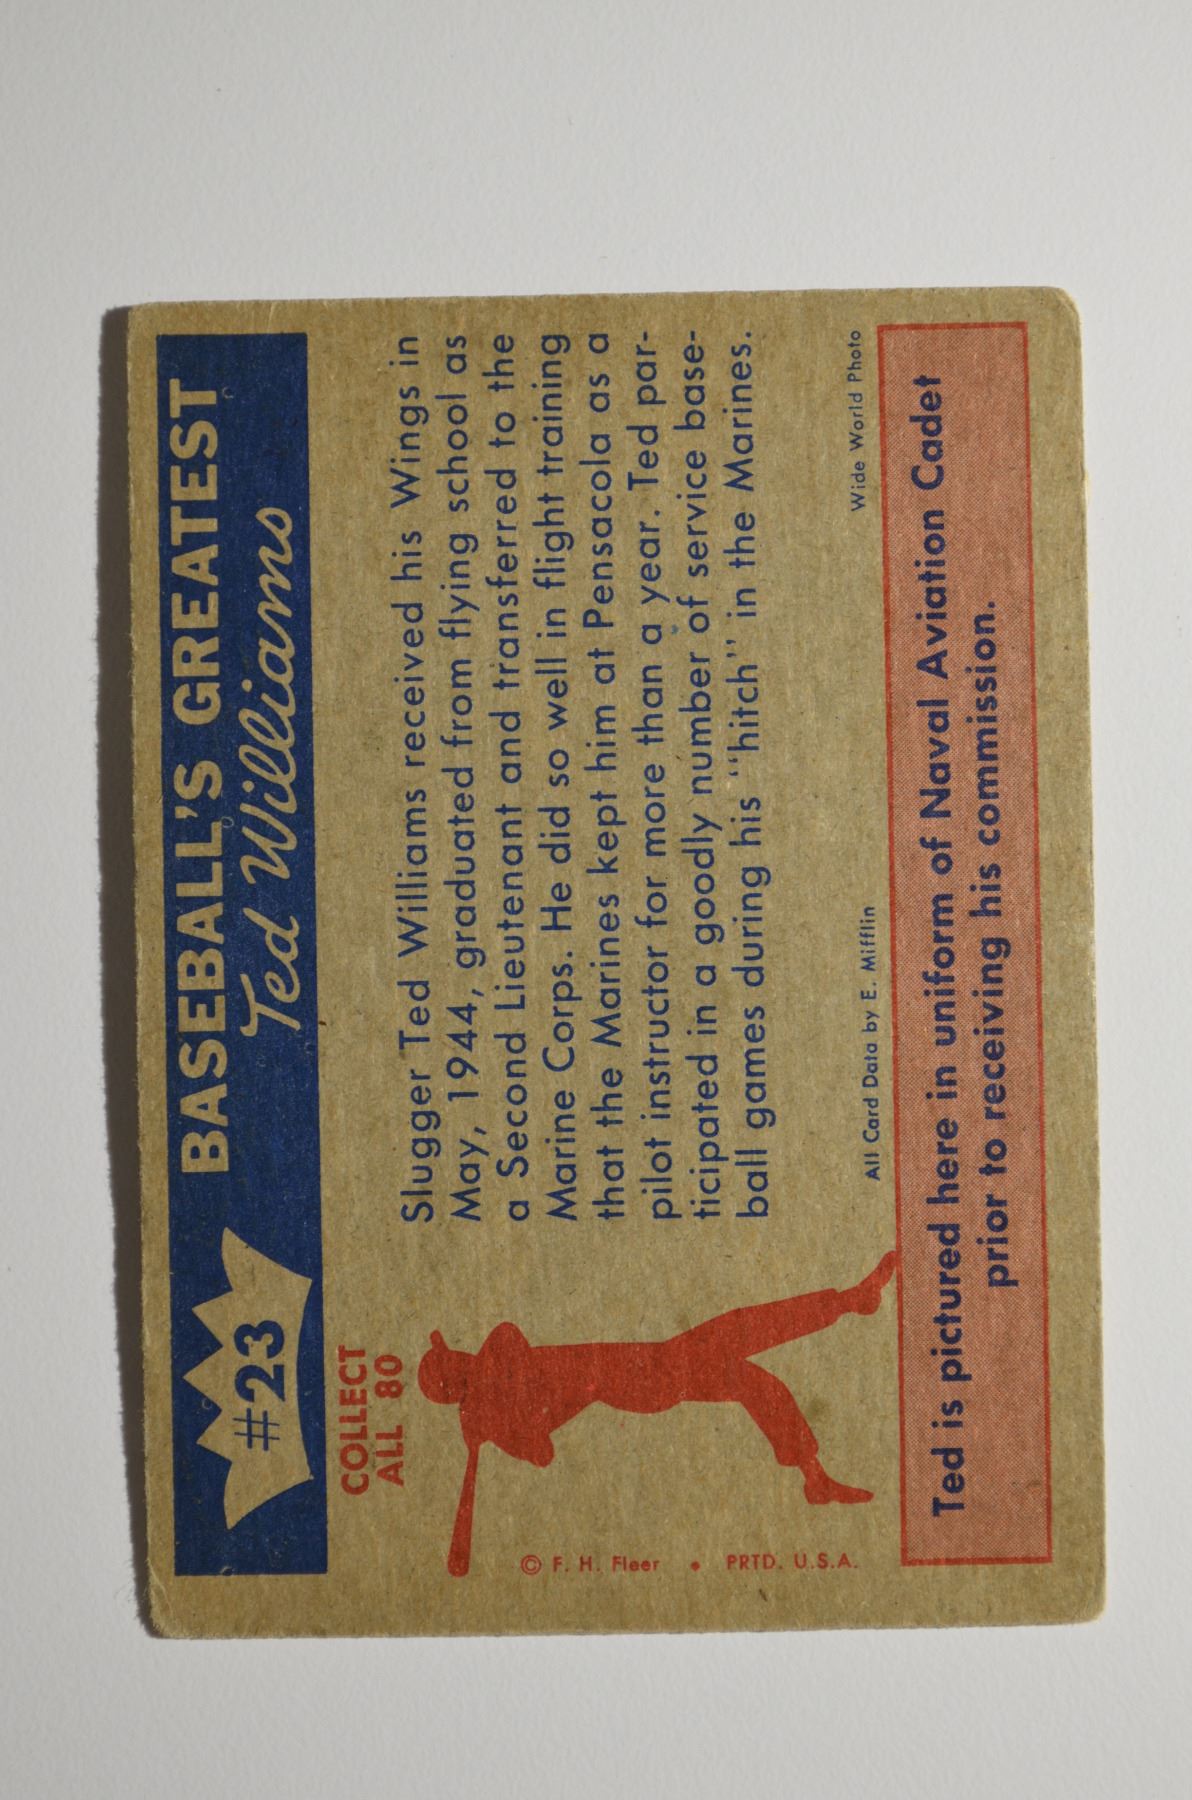 #23
BASEBALL'S GREATEST
Ted Williams
COLLECT
ALL 80
Slugger Ted Williams received his Wings in
May, 1944, graduated from flying school as
a Second Lieutenant and transferred to the
Marine Corps. He did so well in flight training
that the Marines kept him at Pensacola as a
pilot instructor for more than a year. Ted par-
ticipated in a goodly number of service base-
ball games during his "hitch" in the Marines.
© F. H. Fleer • PRTD. U.S.A.
All Card Data by E. Mifflin
Wide World Photo
Ted is pictured here in uniform of Naval Aviation Cadet
prior to receiving his commission.